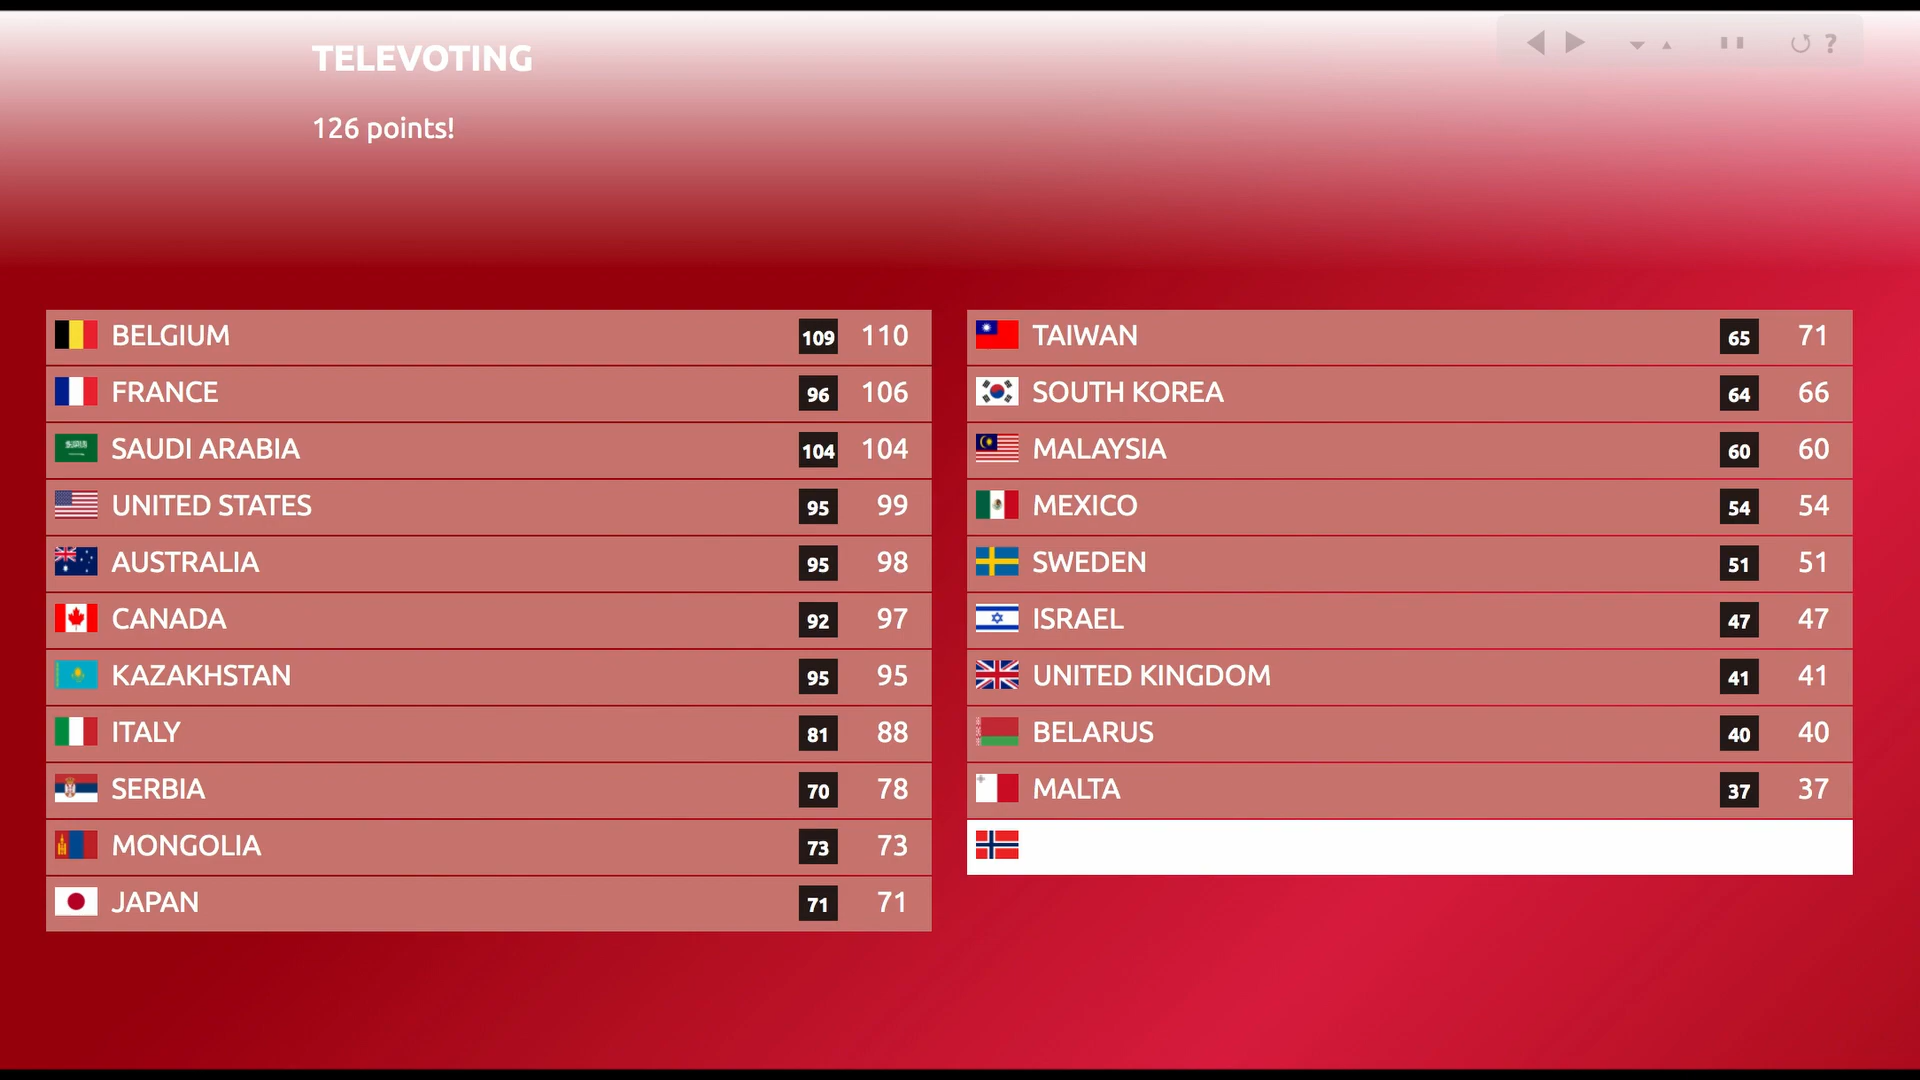 TELEVOTING
?
126 points!
BELGIUM 109 110
FRANCE 96 106
SAUDI ARABIA 104 104
UNITED STATES 95 99
AUSTRALIA 95 98
CANADA 92 97
KAZAKHSTAN 95 95
ITALY 81 88
SERBIA 70 78
MONGOLIA 73 73
JAPAN 71 71
TAIWAN 65 71
SOUTH KOREA 64 66
MALAYSIA 60 60
MEXICO 54 54
SWEDEN 51 51
ISRAEL 47 47
UNITED KINGDOM 41 41
BELARUS 40 40
MALTA 37 37